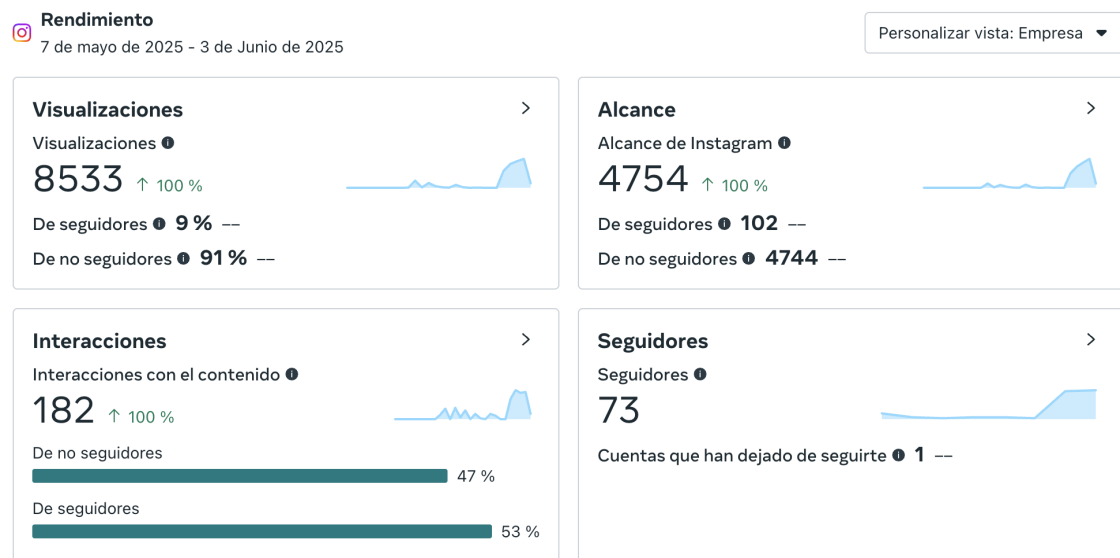 Rendimiento
7 de mayo de 2025 - 3 de Junio de 2025
Personalizar vista: Empresa
Visualizaciones
Visualizaciones
8533 ↑ 100 %
De seguidores 9 % --
De no seguidores 91 % --
Alcance
Alcance de Instagram
4754 ↑ 100 %
De seguidores 102 --
De no seguidores 4744 --
Interacciones
Interacciones con el contenido
182 ↑ 100 %
De no seguidores
47 %
De seguidores
53 %
Seguidores
Seguidores
73
Cuentas que han dejado de seguirte 1 --